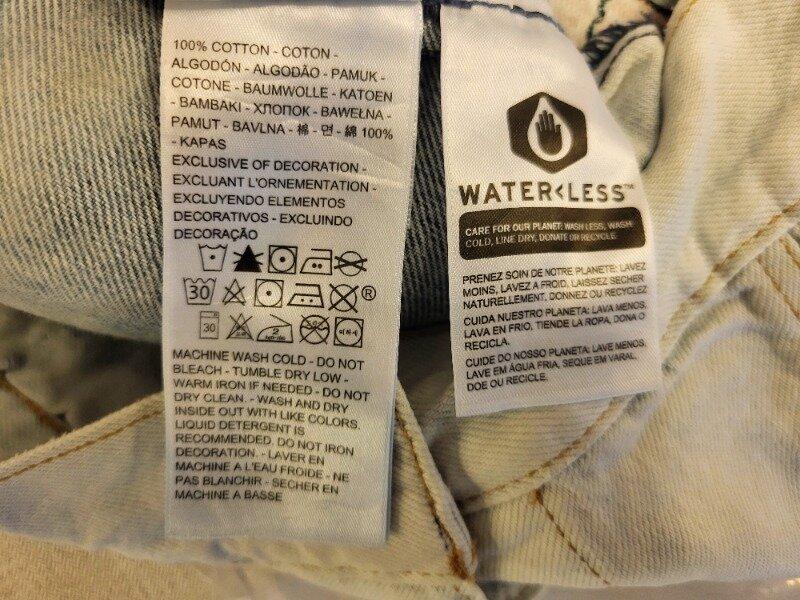 100% COTTON - COTON -
ALGODÓN - ALGODÃO - PAMUK -
COTONE - BAUMWOLLE - KATOEN
- BAMBAKI - ХЛОПОК - BAWEŁNA -
PAMUT - BAVLNA - 棉 - 면 - 綿 100%
- KAPAS
EXCLUSIVE OF DECORATION -
EXCLUANT L'ORNEMENTATION -
EXCLUYENDO ELEMENTOS
DECORATIVOS - EXCLUINDO
DECORAÇÃO
30 ®
30
MACHINE WASH COLD - DO NOT
BLEACH - TUMBLE DRY LOW -
WARM IRON IF NEEDED - DO NOT
DRY CLEAN. - WASH AND DRY
INSIDE OUT WITH LIKE COLORS.
LIQUID DETERGENT IS
RECOMMENDED. DO NOT IRON
DECORATION. - LAVER EN
MACHINE A L'EAU FROIDE - NE
PAS BLANCHIR - SECHER EN
MACHINE A BASSE
WATER<LESS™
CARE FOR OUR PLANET: WASH LESS, WASH
COLD, LINE DRY, DONATE OR RECYCLE.
PRENEZ SOIN DE NOTRE PLANETE: LAVEZ
MOINS, LAVEZ A FROID, LAISSEZ SECHER
NATURELLEMENT, DONNEZ OU RECYCLEZ
CUIDA NUESTRO PLANETA: LAVA MENOS,
LAVA EN FRIO, TIENDE LA ROPA, DONA O
RECICLA.
CUIDE DO NOSSO PLANETA: LAVE MENOS,
LAVE EM ÁGUA FRIA, SEQUE EM VARAL,
DOE OU RECICLE.